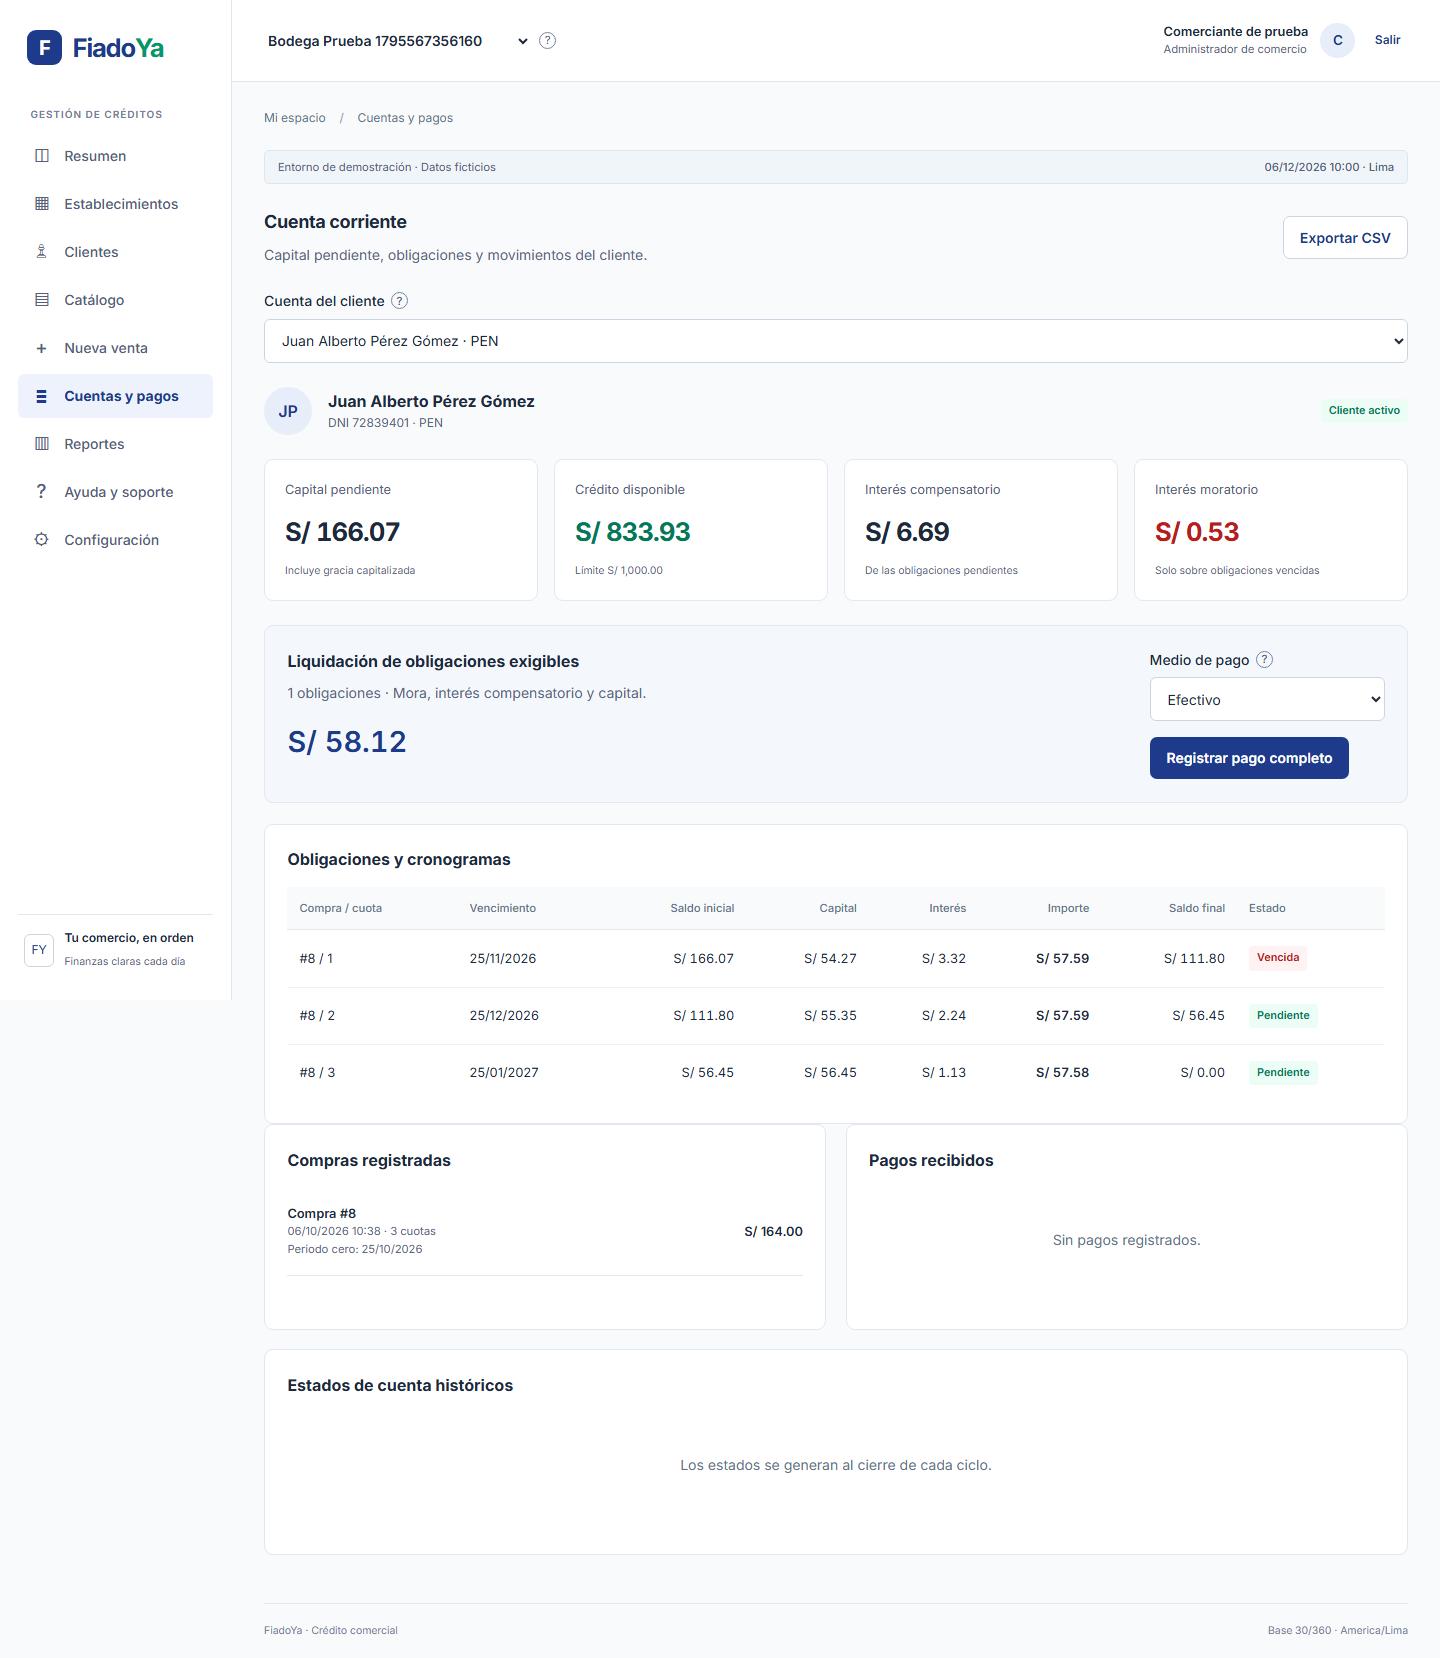 F FiadoYa
GESTIÓN DE CRÉDITOS
Resumen
Establecimientos
Clientes
Catálogo
+ Nueva venta
Cuentas y pagos
Reportes
? Ayuda y soporte
Configuración
FY
Tu comercio, en orden
Finanzas claras cada día
Bodega Prueba 1795567356160 ?
Comerciante de prueba
Administrador de comercio
C
Salir
Mi espacio / Cuentas y pagos
Entorno de demostración · Datos ficticios
06/12/2026 10:00 · Lima
Cuenta corriente
Capital pendiente, obligaciones y movimientos del cliente.
Exportar CSV
Cuenta del cliente ?
Juan Alberto Pérez Gómez · PEN
JP
Juan Alberto Pérez Gómez
DNI 72839401 · PEN
Cliente activo
Capital pendiente
S/ 166.07
Incluye gracia capitalizada
Crédito disponible
S/ 833.93
Límite S/ 1,000.00
Interés compensatorio
S/ 6.69
De las obligaciones pendientes
Interés moratorio
S/ 0.53
Solo sobre obligaciones vencidas
Liquidación de obligaciones exigibles
1 obligaciones · Mora, interés compensatorio y capital.
S/ 58.12
Medio de pago ?
Efectivo
Registrar pago completo
Obligaciones y cronogramas
Compra / cuota Vencimiento Saldo inicial Capital Interés Importe Saldo final Estado
#8 / 1 25/11/2026 S/ 166.07 S/ 54.27 S/ 3.32 S/ 57.59 S/ 111.80 Vencida
#8 / 2 25/12/2026 S/ 111.80 S/ 55.35 S/ 2.24 S/ 57.59 S/ 56.45 Pendiente
#8 / 3 25/01/2027 S/ 56.45 S/ 56.45 S/ 1.13 S/ 57.58 S/ 0.00 Pendiente
Compras registradas
Compra #8
06/10/2026 10:38 · 3 cuotas
Periodo cero: 25/10/2026
S/ 164.00
Pagos recibidos
Sin pagos registrados.
Estados de cuenta históricos
Los estados se generan al cierre de cada ciclo.
FiadoYa · Crédito comercial
Base 30/360 · America/Lima